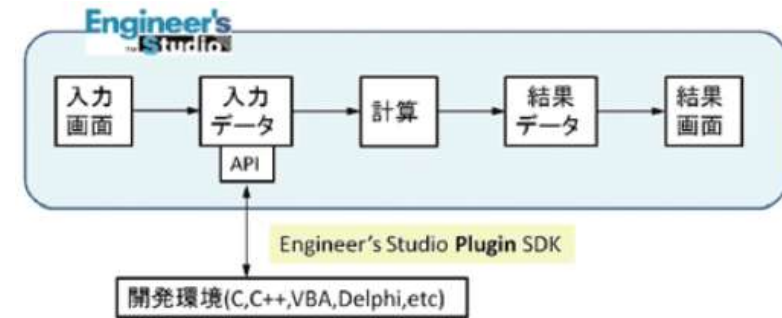 Engineer's
Studio
入力
画面
入力
データ
計算
結果
データ
結果
画面
API
Engineer's Studio Plugin SDK
開発環境(C,C++,VBA,Delphi,etc)